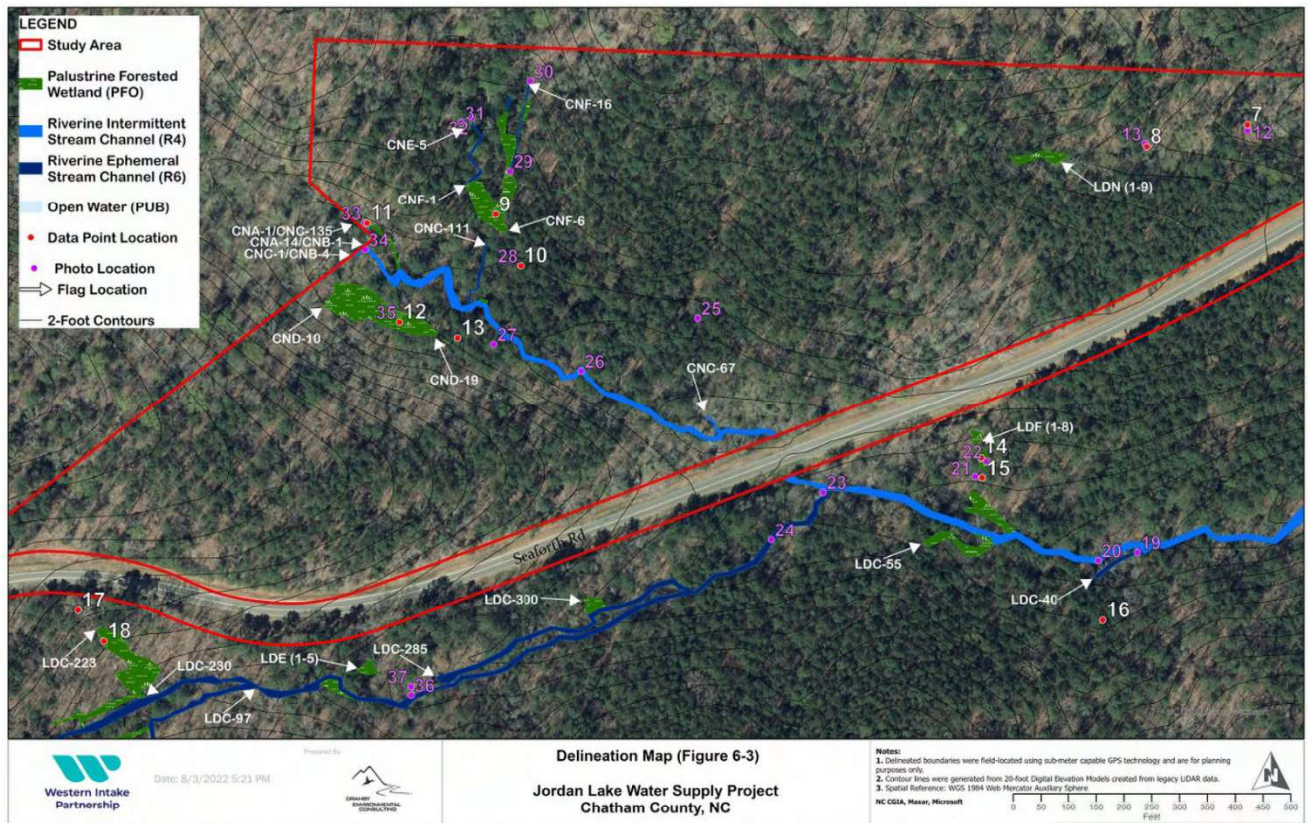 LEGEND
Study Area
Palustrine Forested
Wetland (PFO)
Riverine Intermittent
Stream Channel (R4)
Riverine Ephemeral
Stream Channel (R6)
Open Water (PUB)
Data Point Location
Photo Location
Flag Location
2-Foot Contours
30
CNF-16
31
32
CNE-5
7
12
13
8
29
LDN (1-9)
CNF-1
9
CNF-6
33
11
CNA-1/CNC-135
CNC-111
34
CNA-14/CNB-1
CNC-1/CNB-4
28
10
35
12
25
CND-10
13
27
CND-19
26
CNC-67
LDF (1-8)
14
22
21
15
23
Seaforth Rd
24
LDC-55
20
19
LDC-40
LDC-300
17
16
18
LDC-223
LDC-230
LDE (1-5)
LDC-285
37
36
LDC-97
Western Intake
Partnership
Date: 8/3/2022 5:21 PM
Prepared By:
DRAMBY
ENVIRONMENTAL
CONSULTING
Delineation Map (Figure 6-3)
Jordan Lake Water Supply Project
Chatham County, NC
Notes:
1. Delineated boundaries were field-located using sub-meter capable GPS technology and are for planning
purposes only.
2. Contour lines were generated from 20-foot Digital Elevation Models created from legacy LiDAR data.
3. Spatial Reference: WGS 1984 Web Mercator Auxiliary Sphere
NC CGIA, Maxar, Microsoft
N
0 50 100 150 200 250 300 350 400 450 500
Feet